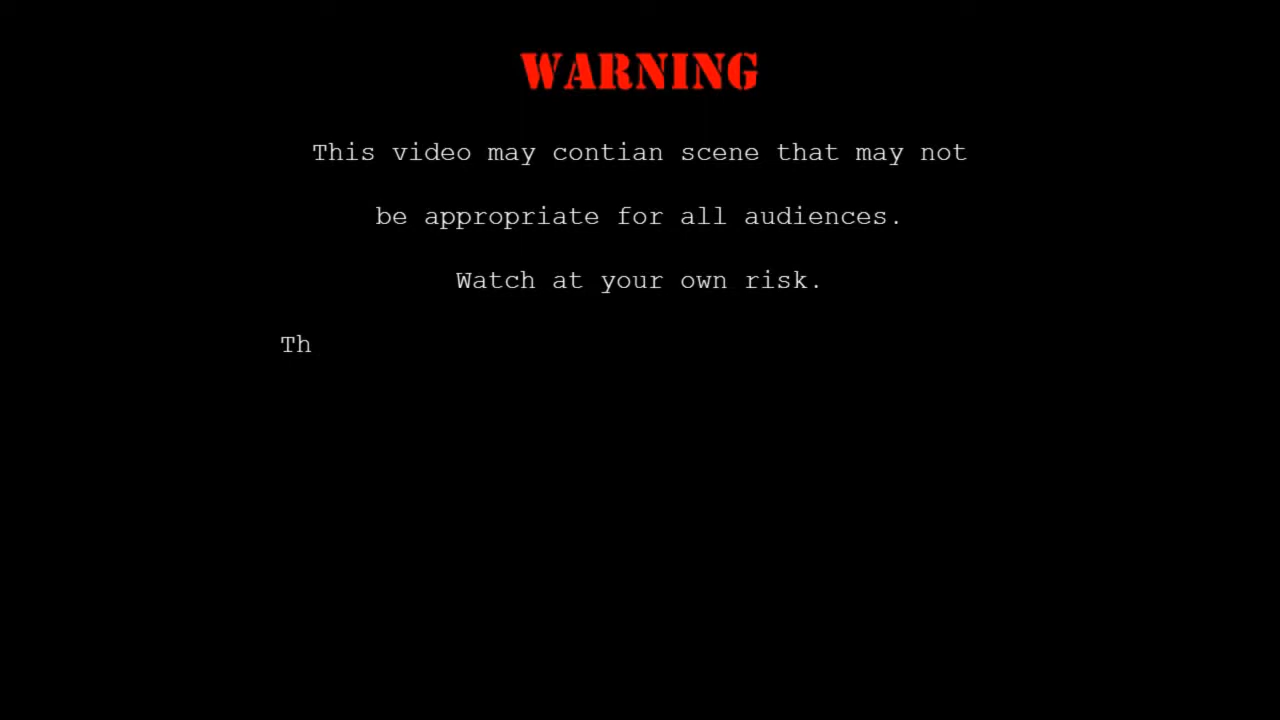 WARNING
This video may contian scene that may not
be appropriate for all audiences.
Watch at your own risk.
Th